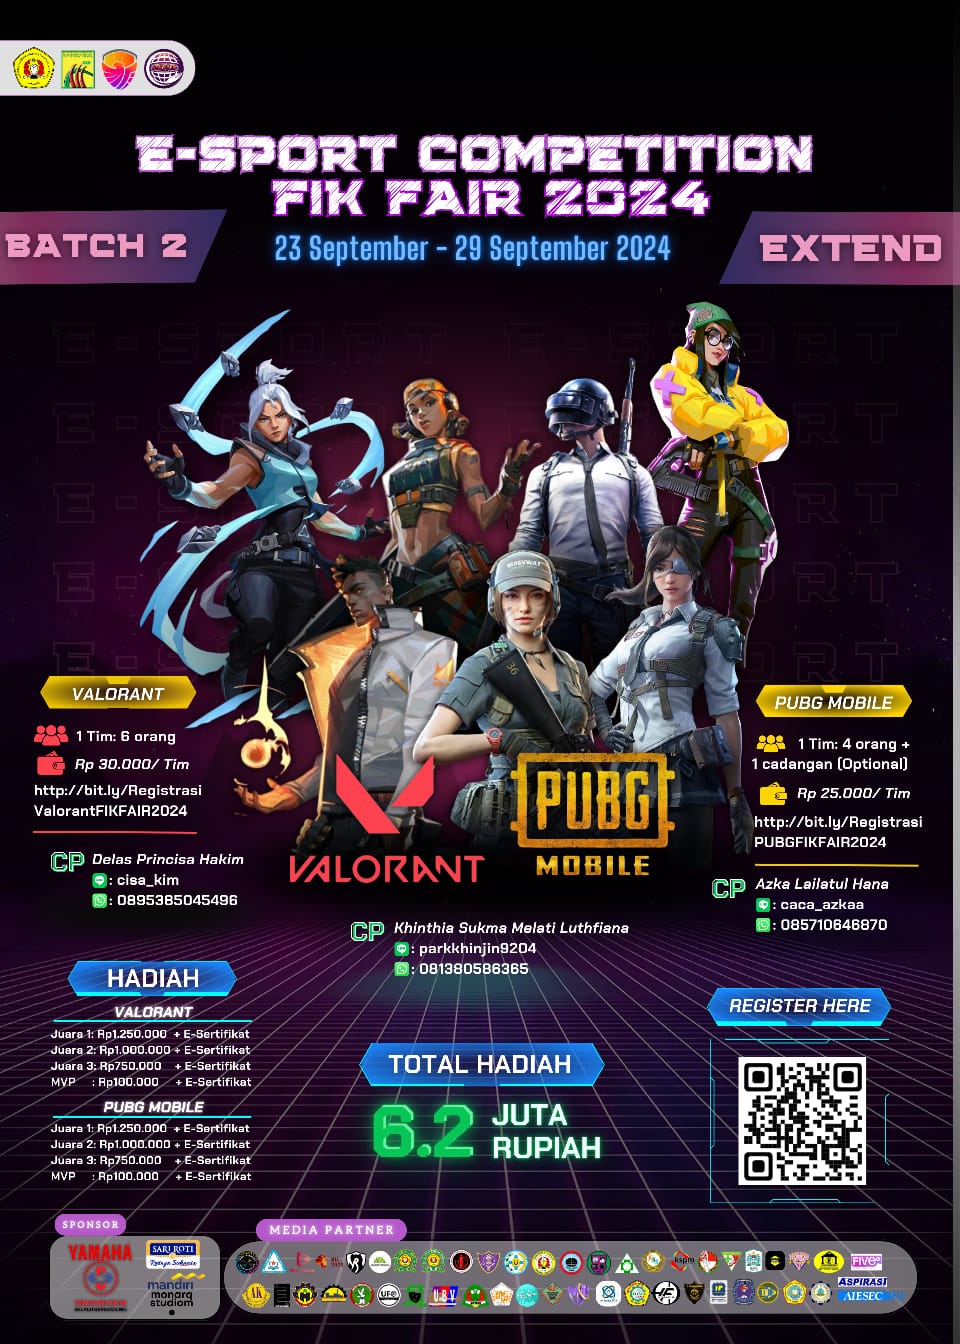 E-SPORT COMPETITION
FIK FAIR 2024
BATCH 2
23 September - 29 September 2024
EXTEND
VALORANT
1 Tim: 6 orang
Rp 30.000/ Tim
http://bit.ly/Registrasi
ValorantFIKFAIR2024
CP Delas Princisa Hakim
: cisa_kim
: 0895385045496
PUBG MOBILE
1 Tim: 4 orang +
1 cadangan (Optional)
Rp 25.000/ Tim
http://bit.ly/Registrasi
PUBGFIKFAIR2024
CP Azka Lailatul Hana
: caca_azkaa
: 085710646870
VALORANT
PUBG
MOBILE
CP Khinthia Sukma Melati Luthfiana
: parkkhinjin9204
: 081380586365
HADIAH
VALORANT
Juara 1: Rp1.250.000 + E-Sertifikat
Juara 2: Rp1.000.000 + E-Sertifikat
Juara 3: Rp750.000 + E-Sertifikat
MVP : Rp100.000 + E-Sertifikat
PUBG MOBILE
Juara 1: Rp1.250.000 + E-Sertifikat
Juara 2: Rp1.000.000 + E-Sertifikat
Juara 3: Rp750.000 + E-Sertifikat
MVP : Rp100.000 + E-Sertifikat
TOTAL HADIAH
6.2 JUTA
RUPIAH
REGISTER HERE
SPONSOR
YAMAHA
SARI ROTI
mandiri
monarq
studiom
MEDIA PARTNER
kspm
FIVE
UFO
UBV
HF
ASPIRASI
AIESEC